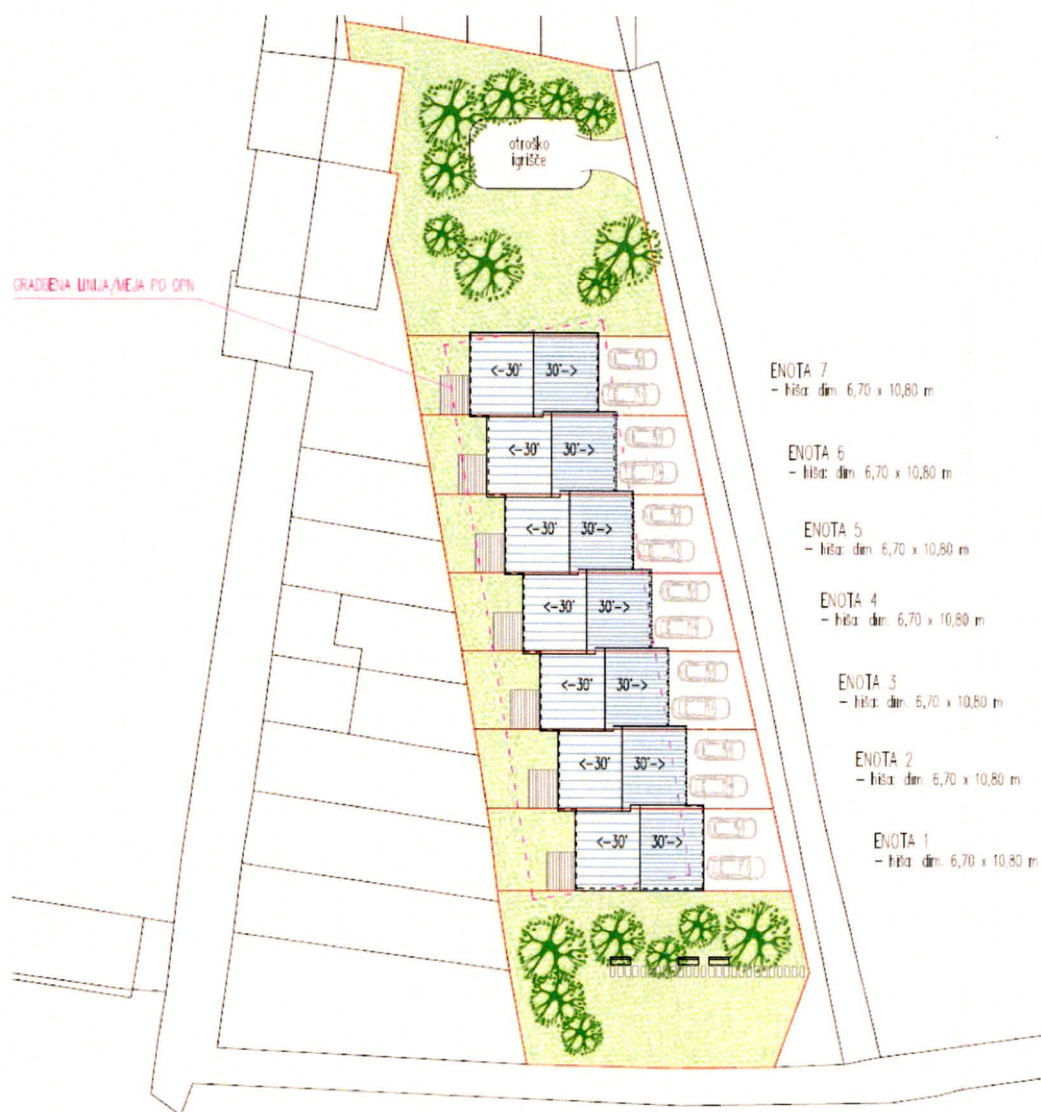 otroško
igrišče
GRADBENA LINIJA/MEJA PO OPN
<-30° 30°->
ENOTA 7
- hiša: dim. 6,70 x 10,80 m
<-30° 30°->
ENOTA 6
- hiša: dim. 6,70 x 10,80 m
<-30° 30°->
ENOTA 5
- hiša: dim. 6,70 x 10,80 m
<-30° 30°->
ENOTA 4
- hiša: dim. 6,70 x 10,80 m
<-30° 30°->
ENOTA 3
- hiša: dim. 6,70 x 10,80 m
<-30° 30°->
ENOTA 2
- hiša: dim. 6,70 x 10,80 m
<-30° 30°->
ENOTA 1
- hiša: dim. 6,70 x 10,80 m